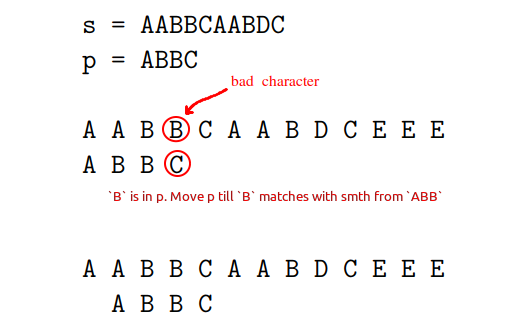 s = AABBCAABDC
p = ABBC
bad character
A A B B C A A B D C E E E
A B B C
`B` is in p. Move p till `B` matches with smth from `ABB`
A A B B C A A B D C E E E
A B B C